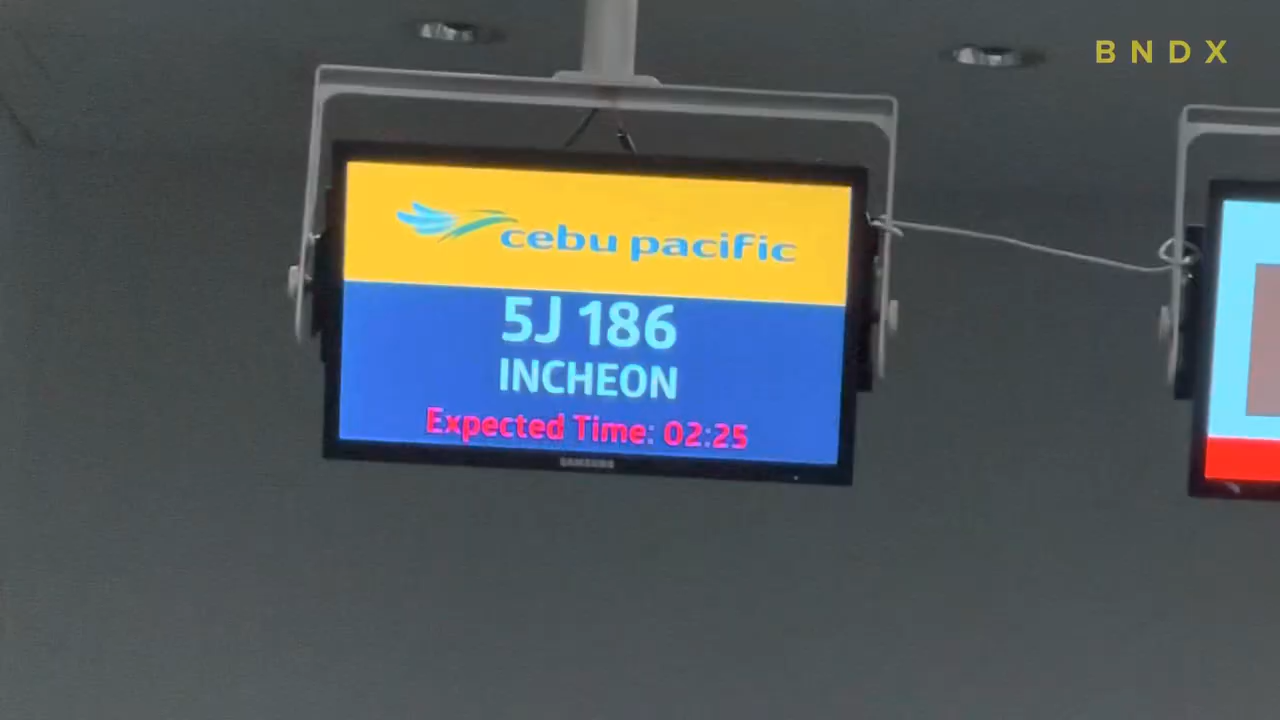 BNDX
cebu pacific
5J 186
INCHEON
Expected Time: 02:25
SAMSUNG